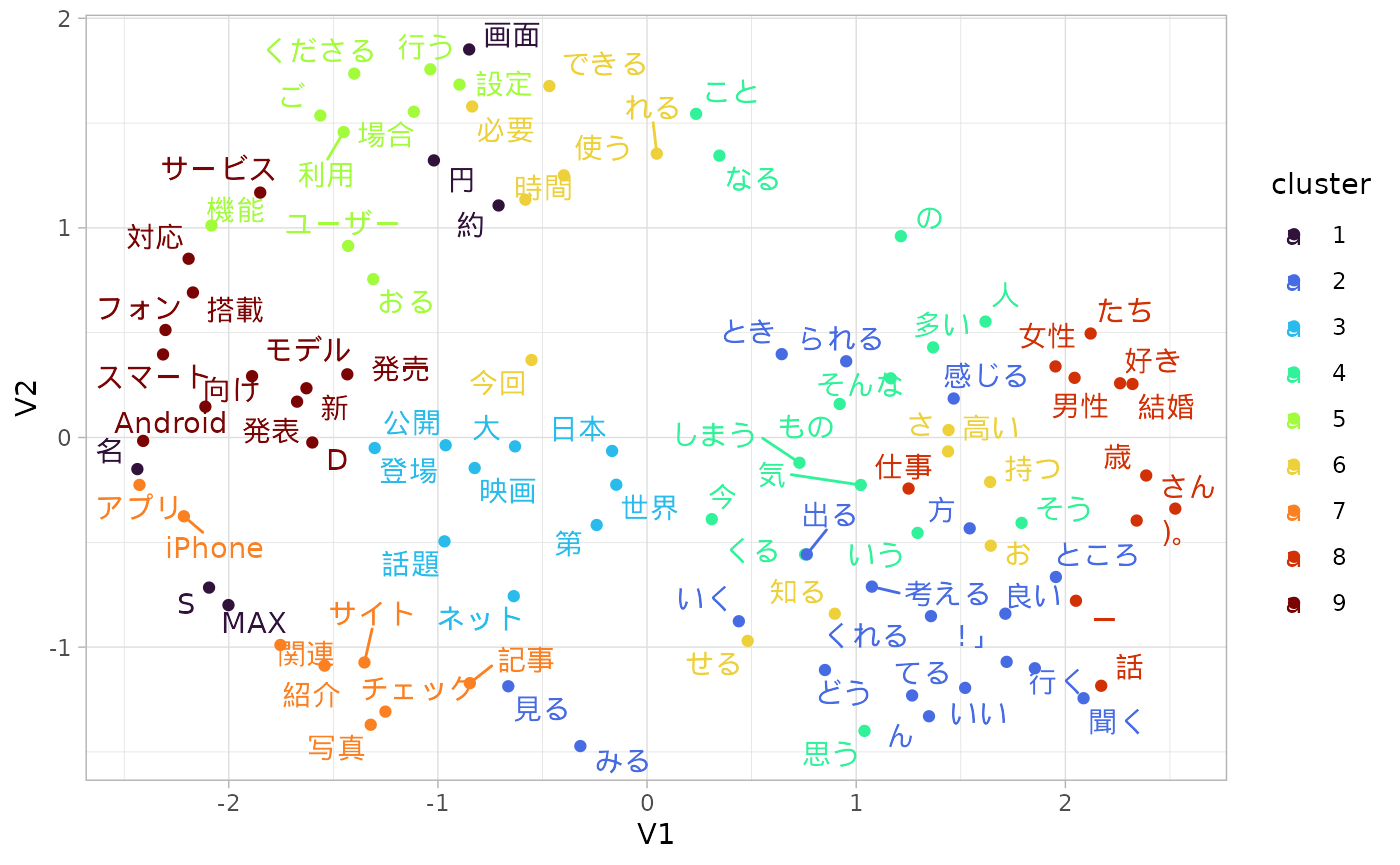 2
画面
くださる
行う
できる
設定
こと
ご
れる
必要
場合
使う
サービス
利用
円
時間
なる
機能
ユーザー
約
の
1
対応
おる
人
フォン
搭載
たち
多い
とき
られる
女性
モデル
発売
好き
スマート
向け
今回
そんな
感じる
男性
結婚
新
Android
発表
公開
大
日本
しまう
もの
さ
高い
0
名
D
登場
映画
気
仕事
持つ
歳
さん
アプリ
世界
今
出る
方
そう
)。
iPhone
話題
第
くる
いう
お
ところ
S
MAX
サイト
ネット
いく
知る
考える
良い
ー
-1
関連
記事
せる
くれる
!」
話
紹介
チェック
見る
どう
てる
行く
聞く
写真
みる
思う
ん
いい
-2
-1
0
1
2
V1
V2
cluster
a 1
a 2
a 3
a 4
a 5
a 6
a 7
a 8
a 9